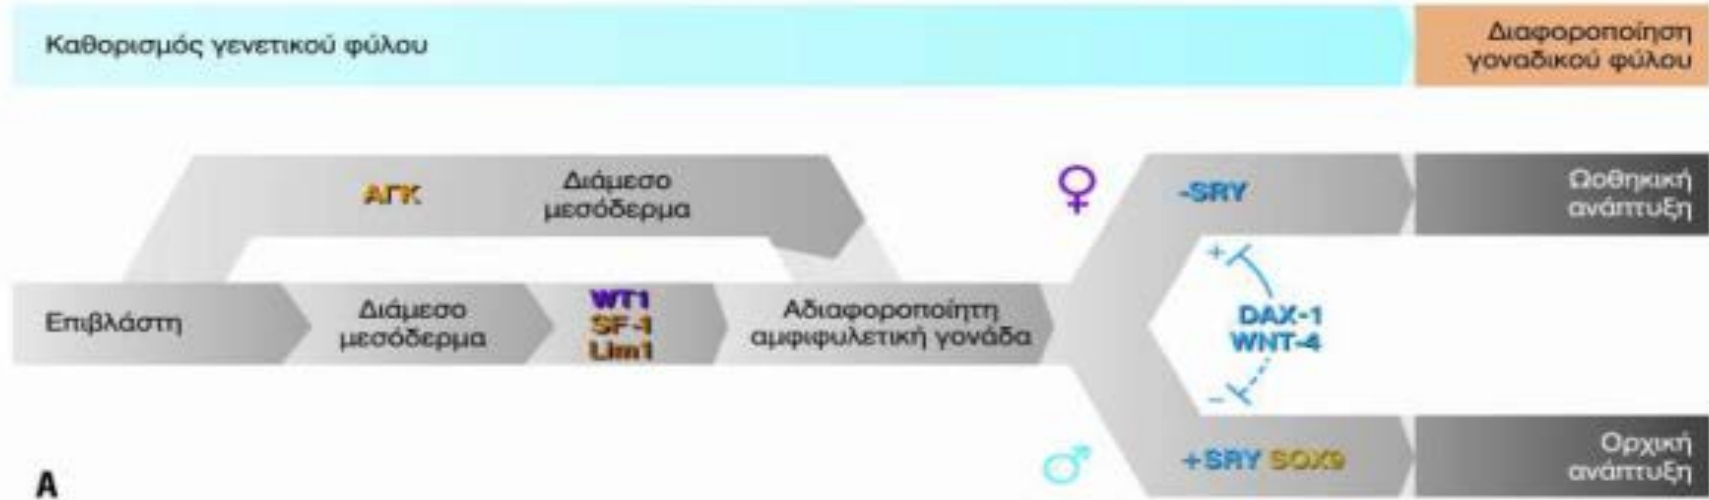 Καθορισμός γενετικού φύλου
Διαφοροποίηση
γοναδικού φύλου
ΑΓΚ
Διάμεσο
μεσόδερμα
♀
-SRY
Ωοθηκική
ανάπτυξη
Επιβλάστη
Διάμεσο
μεσόδερμα
WT1
SF-1
Lim1
Αδιαφοροποίητη
αμφιφυλετική γονάδα
+
DAX-1
WNT-4
−
♂
+SRY SOX9
Ορχική
ανάπτυξη
A